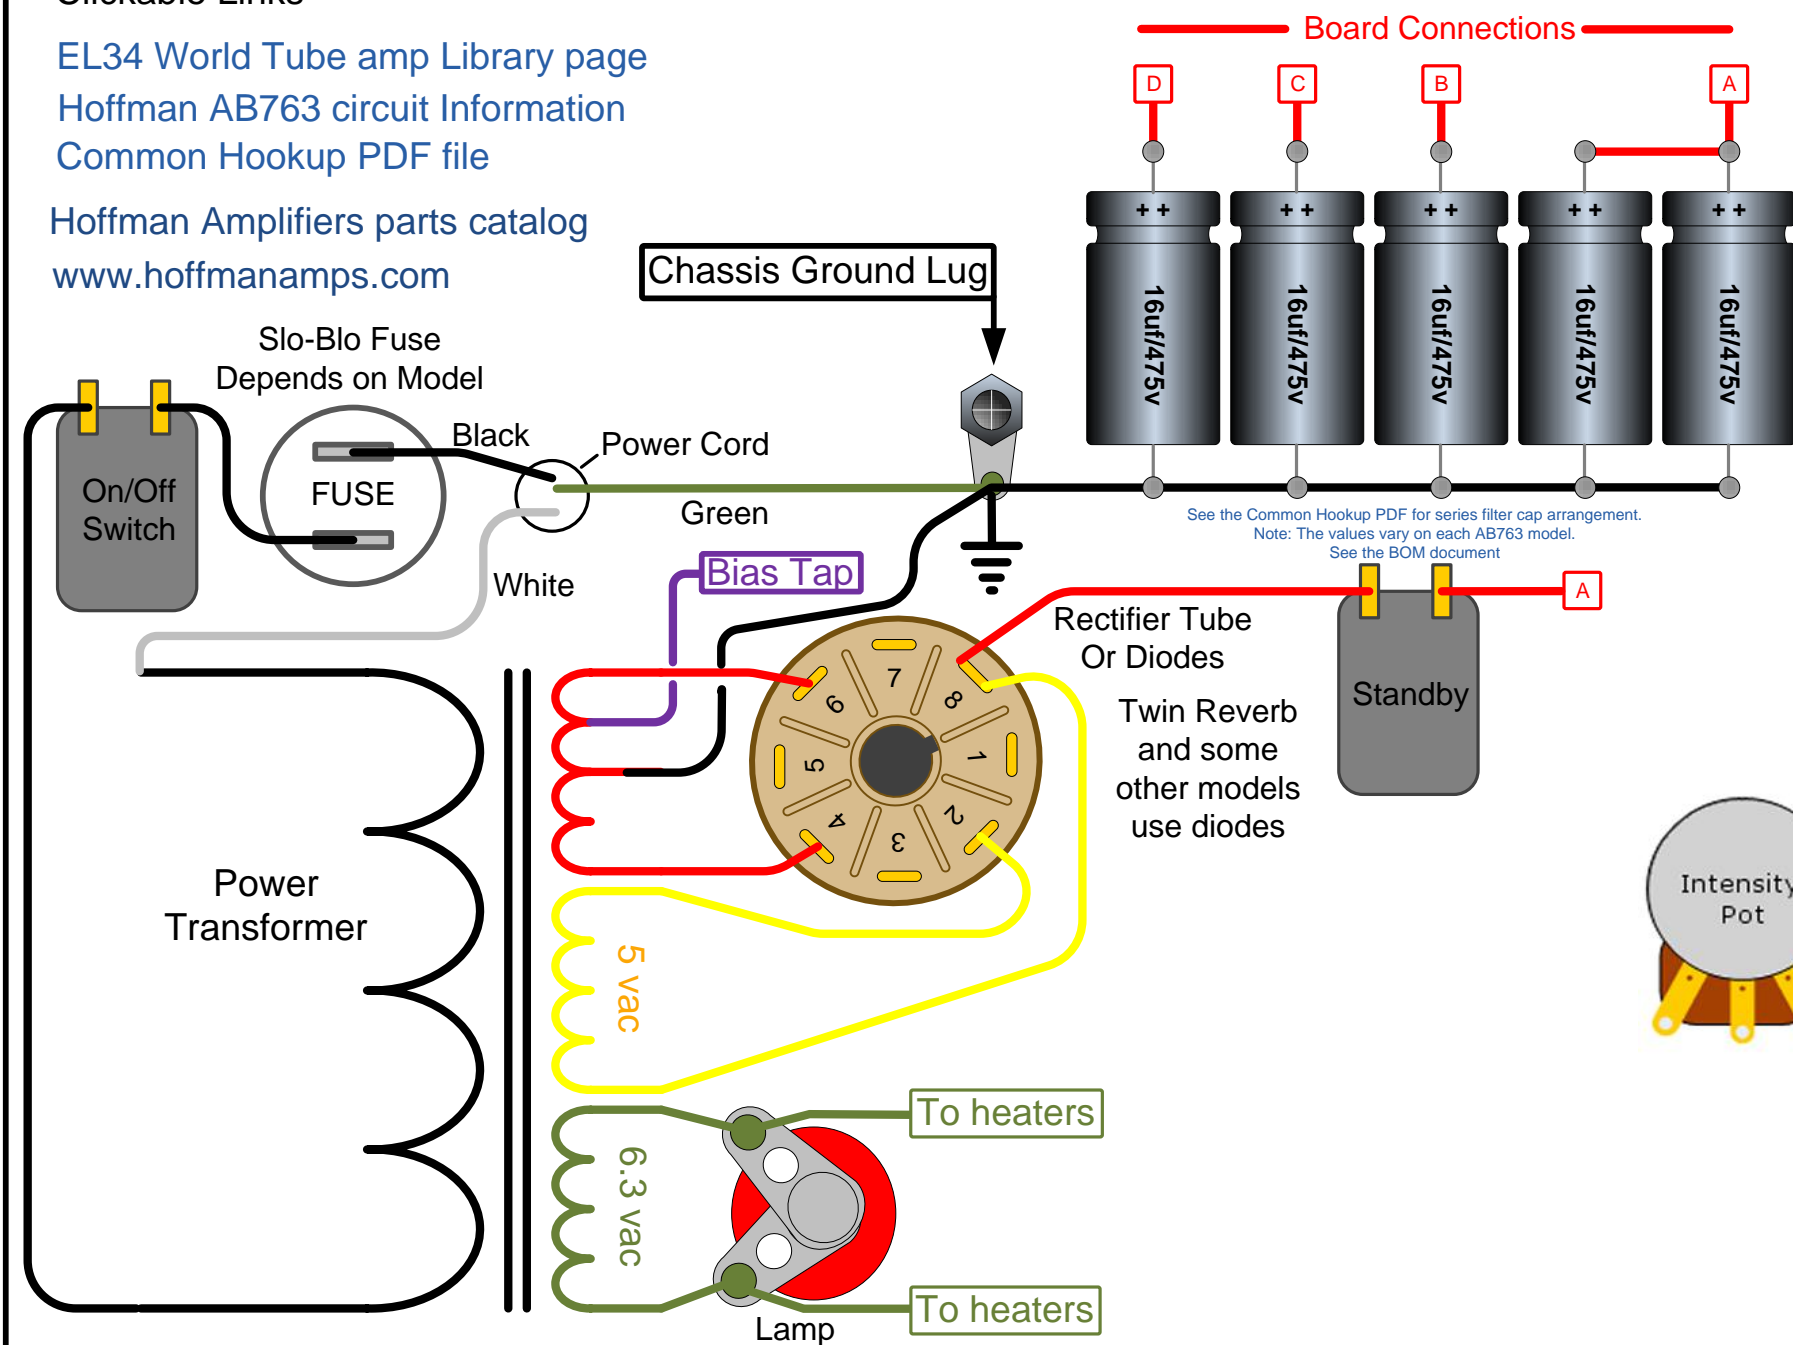 Clickable Links
EL34 World Tube amp Library page
Hoffman AB763 circuit Information
Common Hookup PDF file
Hoffman Amplifiers parts catalog
www.hoffmanamps.com
Board Connections
D
C
B
A
++
++
++
++
++
16uf/475v
16uf/475v
16uf/475v
16uf/475v
16uf/475v
Chassis Ground Lug
Slo-Blo Fuse
Depends on Model
Black
Power Cord
On/Off
Switch
FUSE
Green
White
See the Common Hookup PDF for series filter cap arrangement.
Note: The values vary on each AB763 model.
See the BOM document
Bias Tap
A
Rectifier Tube
Or Diodes
Standby
Twin Reverb
and some
other models
use diodes
7
8
6
1
5
2
4
3
Power
Transformer
5 vac
Intensity
Pot
6.3 vac
To heaters
To heaters
Lamp